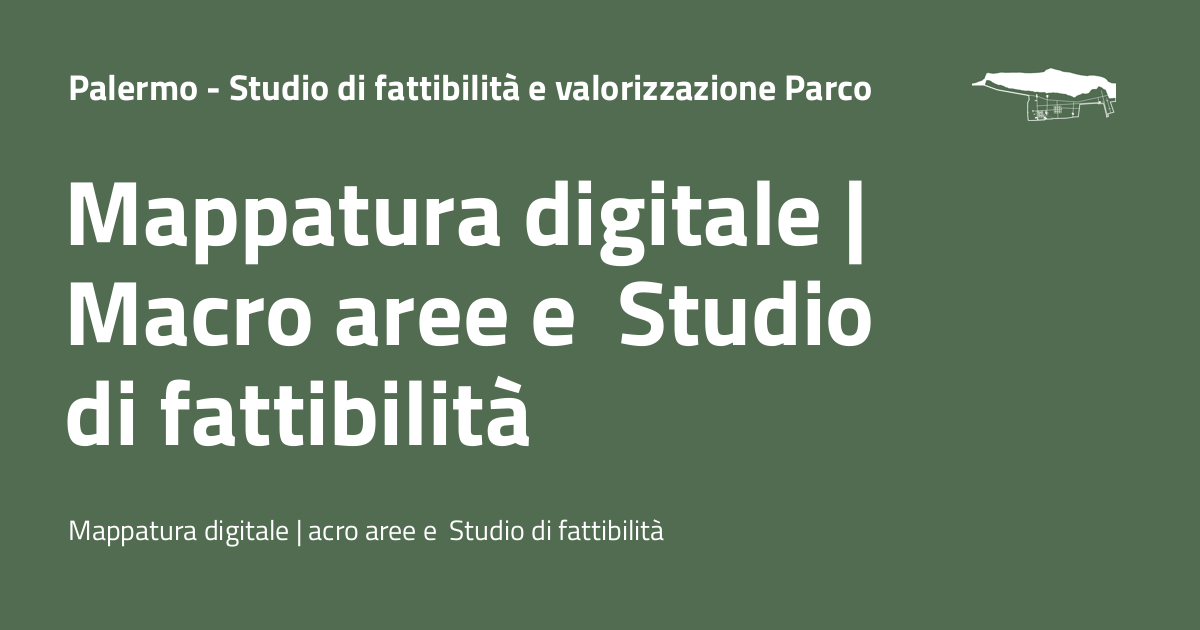 Palermo - Studio di fattibilità e valorizzazione Parco
Mappatura digitale |
Macro aree e  Studio
di fattibilità
Mappatura digitale | acro aree e  Studio di fattibilità